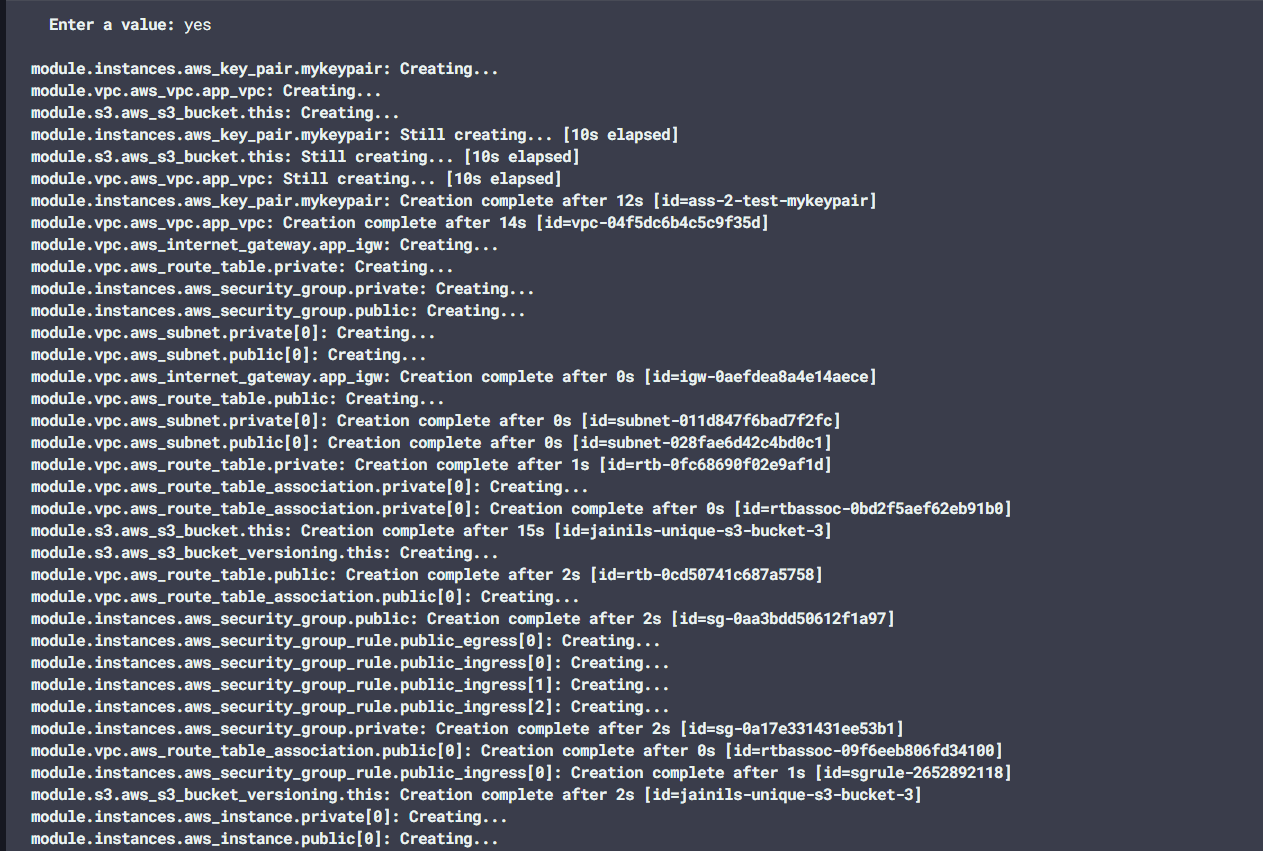 Enter a value: yes
module.instances.aws_key_pair.mykeypair: Creating...
module.vpc.aws_vpc.app_vpc: Creating...
module.s3.aws_s3_bucket.this: Creating...
module.instances.aws_key_pair.mykeypair: Still creating... [10s elapsed]
module.s3.aws_s3_bucket.this: Still creating... [10s elapsed]
module.vpc.aws_vpc.app_vpc: Still creating... [10s elapsed]
module.instances.aws_key_pair.mykeypair: Creation complete after 12s [id=ass-2-test-mykeypair]
module.vpc.aws_vpc.app_vpc: Creation complete after 14s [id=vpc-04f5dc6b4c5c9f35d]
module.vpc.aws_internet_gateway.app_igw: Creating...
module.vpc.aws_route_table.private: Creating...
module.instances.aws_security_group.private: Creating...
module.instances.aws_security_group.public: Creating...
module.vpc.aws_subnet.private[0]: Creating...
module.vpc.aws_subnet.public[0]: Creating...
module.vpc.aws_internet_gateway.app_igw: Creation complete after 0s [id=igw-0aefdea8a4e14aece]
module.vpc.aws_route_table.public: Creating...
module.vpc.aws_subnet.private[0]: Creation complete after 0s [id=subnet-011d847f6bad7f2fc]
module.vpc.aws_subnet.public[0]: Creation complete after 0s [id=subnet-028fae6d42c4bd0c1]
module.vpc.aws_route_table.private: Creation complete after 1s [id=rtb-0fc68690f02e9af1d]
module.vpc.aws_route_table_association.private[0]: Creating...
module.vpc.aws_route_table_association.private[0]: Creation complete after 0s [id=rtbassoc-0bd2f5aef62eb91b0]
module.s3.aws_s3_bucket.this: Creation complete after 15s [id=jainils-unique-s3-bucket-3]
module.s3.aws_s3_bucket_versioning.this: Creating...
module.vpc.aws_route_table.public: Creation complete after 2s [id=rtb-0cd50741c687a5758]
module.vpc.aws_route_table_association.public[0]: Creating...
module.instances.aws_security_group.public: Creation complete after 2s [id=sg-0aa3bdd50612f1a97]
module.instances.aws_security_group_rule.public_egress[0]: Creating...
module.instances.aws_security_group_rule.public_ingress[0]: Creating...
module.instances.aws_security_group_rule.public_ingress[1]: Creating...
module.instances.aws_security_group_rule.public_ingress[2]: Creating...
module.instances.aws_security_group.private: Creation complete after 2s [id=sg-0a17e331431ee53b1]
module.vpc.aws_route_table_association.public[0]: Creation complete after 0s [id=rtbassoc-09f6eeb806fd34100]
module.instances.aws_security_group_rule.public_ingress[0]: Creation complete after 1s [id=sgrule-2652892118]
module.s3.aws_s3_bucket_versioning.this: Creation complete after 2s [id=jainils-unique-s3-bucket-3]
module.instances.aws_instance.private[0]: Creating...
module.instances.aws_instance.public[0]: Creating...